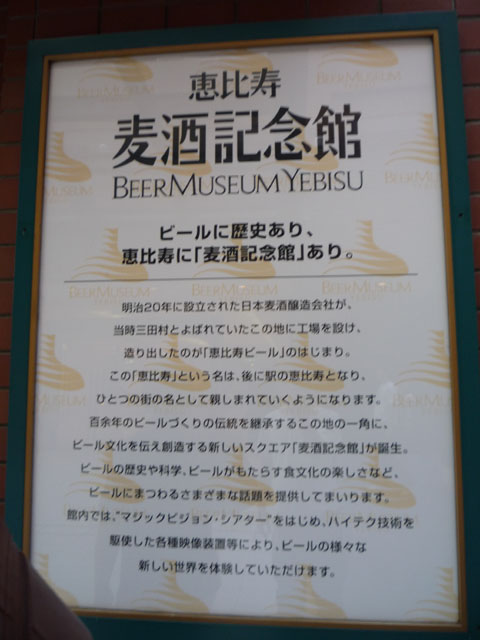 恵比寿
麦酒記念館
BEERMUSEUM YEBISU
ビールに歴史あり、
恵比寿に「麦酒記念館」あり。
明治20年に設立された日本麦酒醸造会社が、
当時三田村とよばれていたこの地に工場を設け、
造り出したのが「恵比寿ビール」のはじまり。
この「恵比寿」という名は、後に駅の恵比寿となり、
ひとつの街の名として親しまれていくようになります。
百余年のビールづくりの伝統を継承するこの地の一角に、
ビール文化を伝え創造する新しいスクエア「麦酒記念館」が誕生。
ビールの歴史や科学、ビールがもたらす食文化の楽しさなど、
ビールにまつわるさまざまな話題を提供してまいります。
館内では、"マジックビジョン・シアター"をはじめ、ハイテク技術を
駆使した各種映像装置等により、ビールの様々な
新しい世界を体験していただけます。